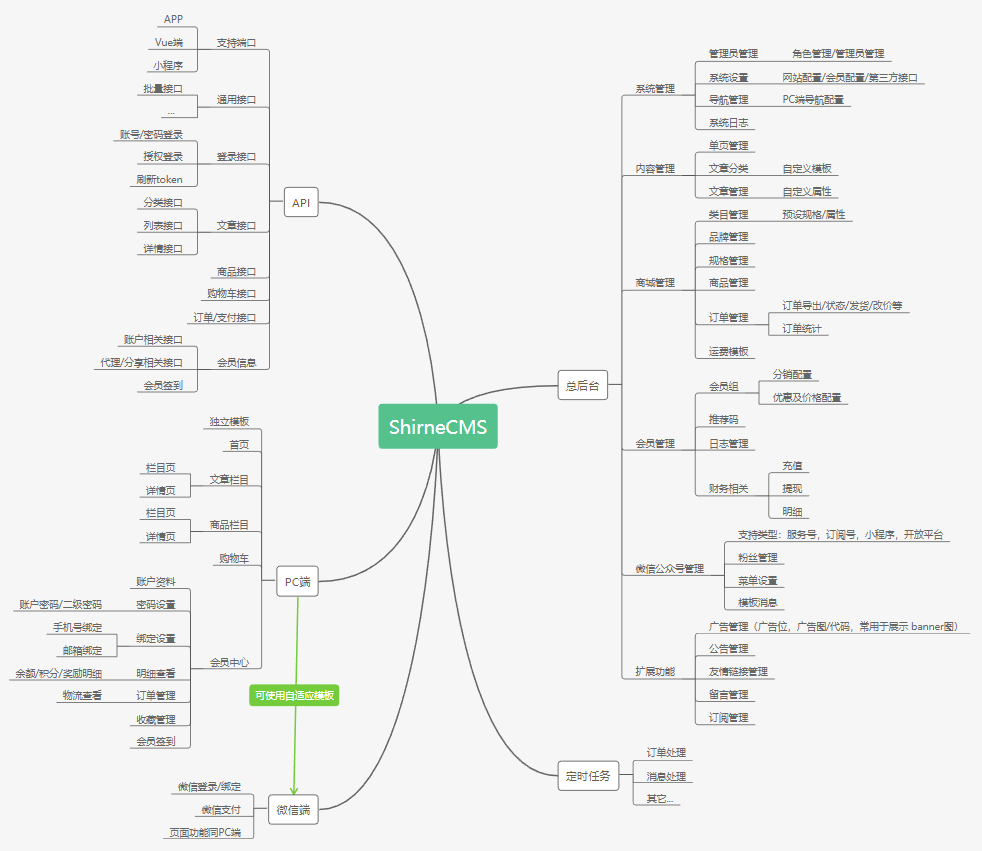 ShirneCMS
API
支持端口
APP
Vue端
小程序
通用接口
批量接口
...
登录接口
账号/密码登录
授权登录
刷新token
文章接口
分类接口
列表接口
详情接口
商品接口
购物车接口
订单/支付接口
会员信息
账户相关接口
代理/分享相关接口
会员签到
PC端
独立模板
首页
文章栏目
栏目页
详情页
商品栏目
栏目页
详情页
购物车
会员中心
账户资料
密码设置
账户密码/二级密码
绑定设置
手机号绑定
邮箱绑定
明细查看
余额/积分/奖励明细
订单管理
物流查看
收藏管理
会员签到
可使用自适应模板
微信端
微信登录/绑定
微信支付
页面功能同PC端
总后台
系统管理
管理员管理
角色管理/管理员管理
系统设置
网站配置/会员配置/第三方接口
导航管理
PC端导航配置
系统日志
内容管理
单页管理
文章分类
自定义模板
文章管理
自定义属性
商城管理
类目管理
预设规格/属性
品牌管理
规格管理
商品管理
订单管理
订单导出/状态/发货/改价等
订单统计
运费模板
会员管理
会员组
分销配置
优惠及价格配置
推荐码
日志管理
财务相关
充值
提现
明细
微信公众号管理
支持类型：服务号，订阅号，小程序，开放平台
粉丝管理
菜单设置
模板消息
扩展功能
广告管理（广告位，广告图/代码，常用于展示 banner图）
公告管理
友情链接管理
留言管理
订阅管理
定时任务
订单处理
消息处理
其它...